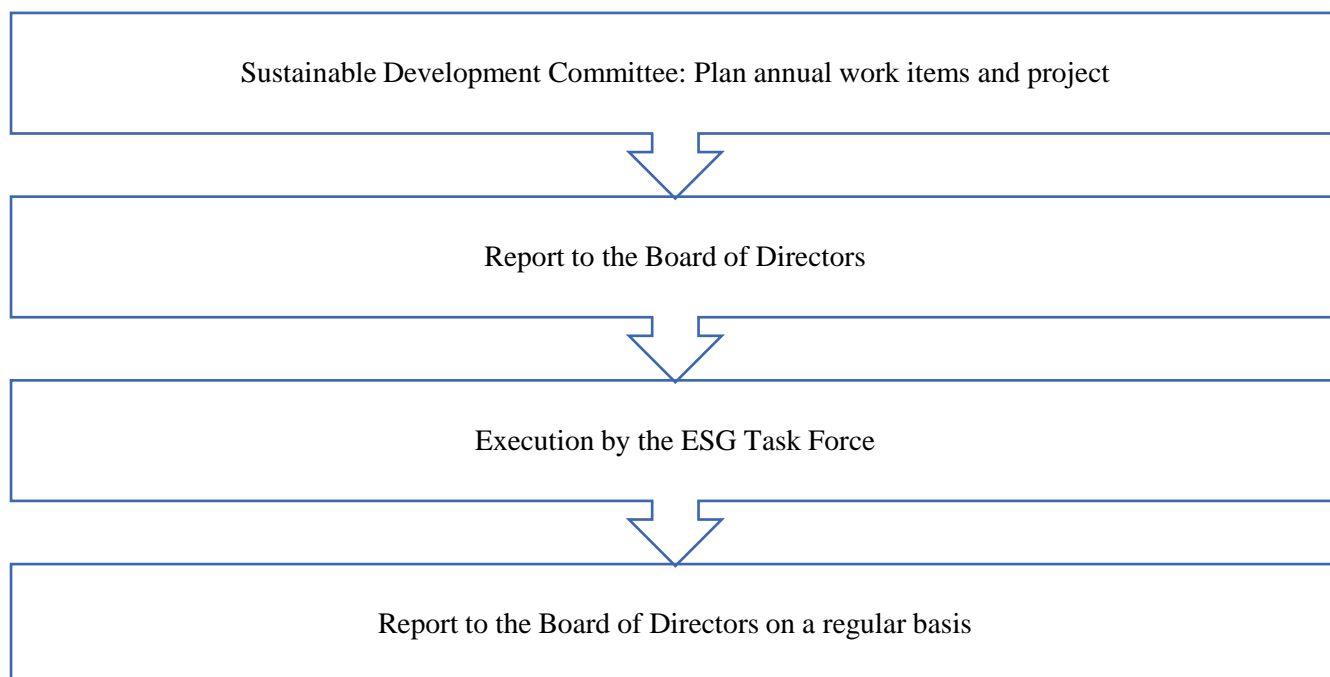 Sustainable Development Committee: Plan annual work items and project
Report to the Board of Directors
Execution by the ESG Task Force
Report to the Board of Directors on a regular basis